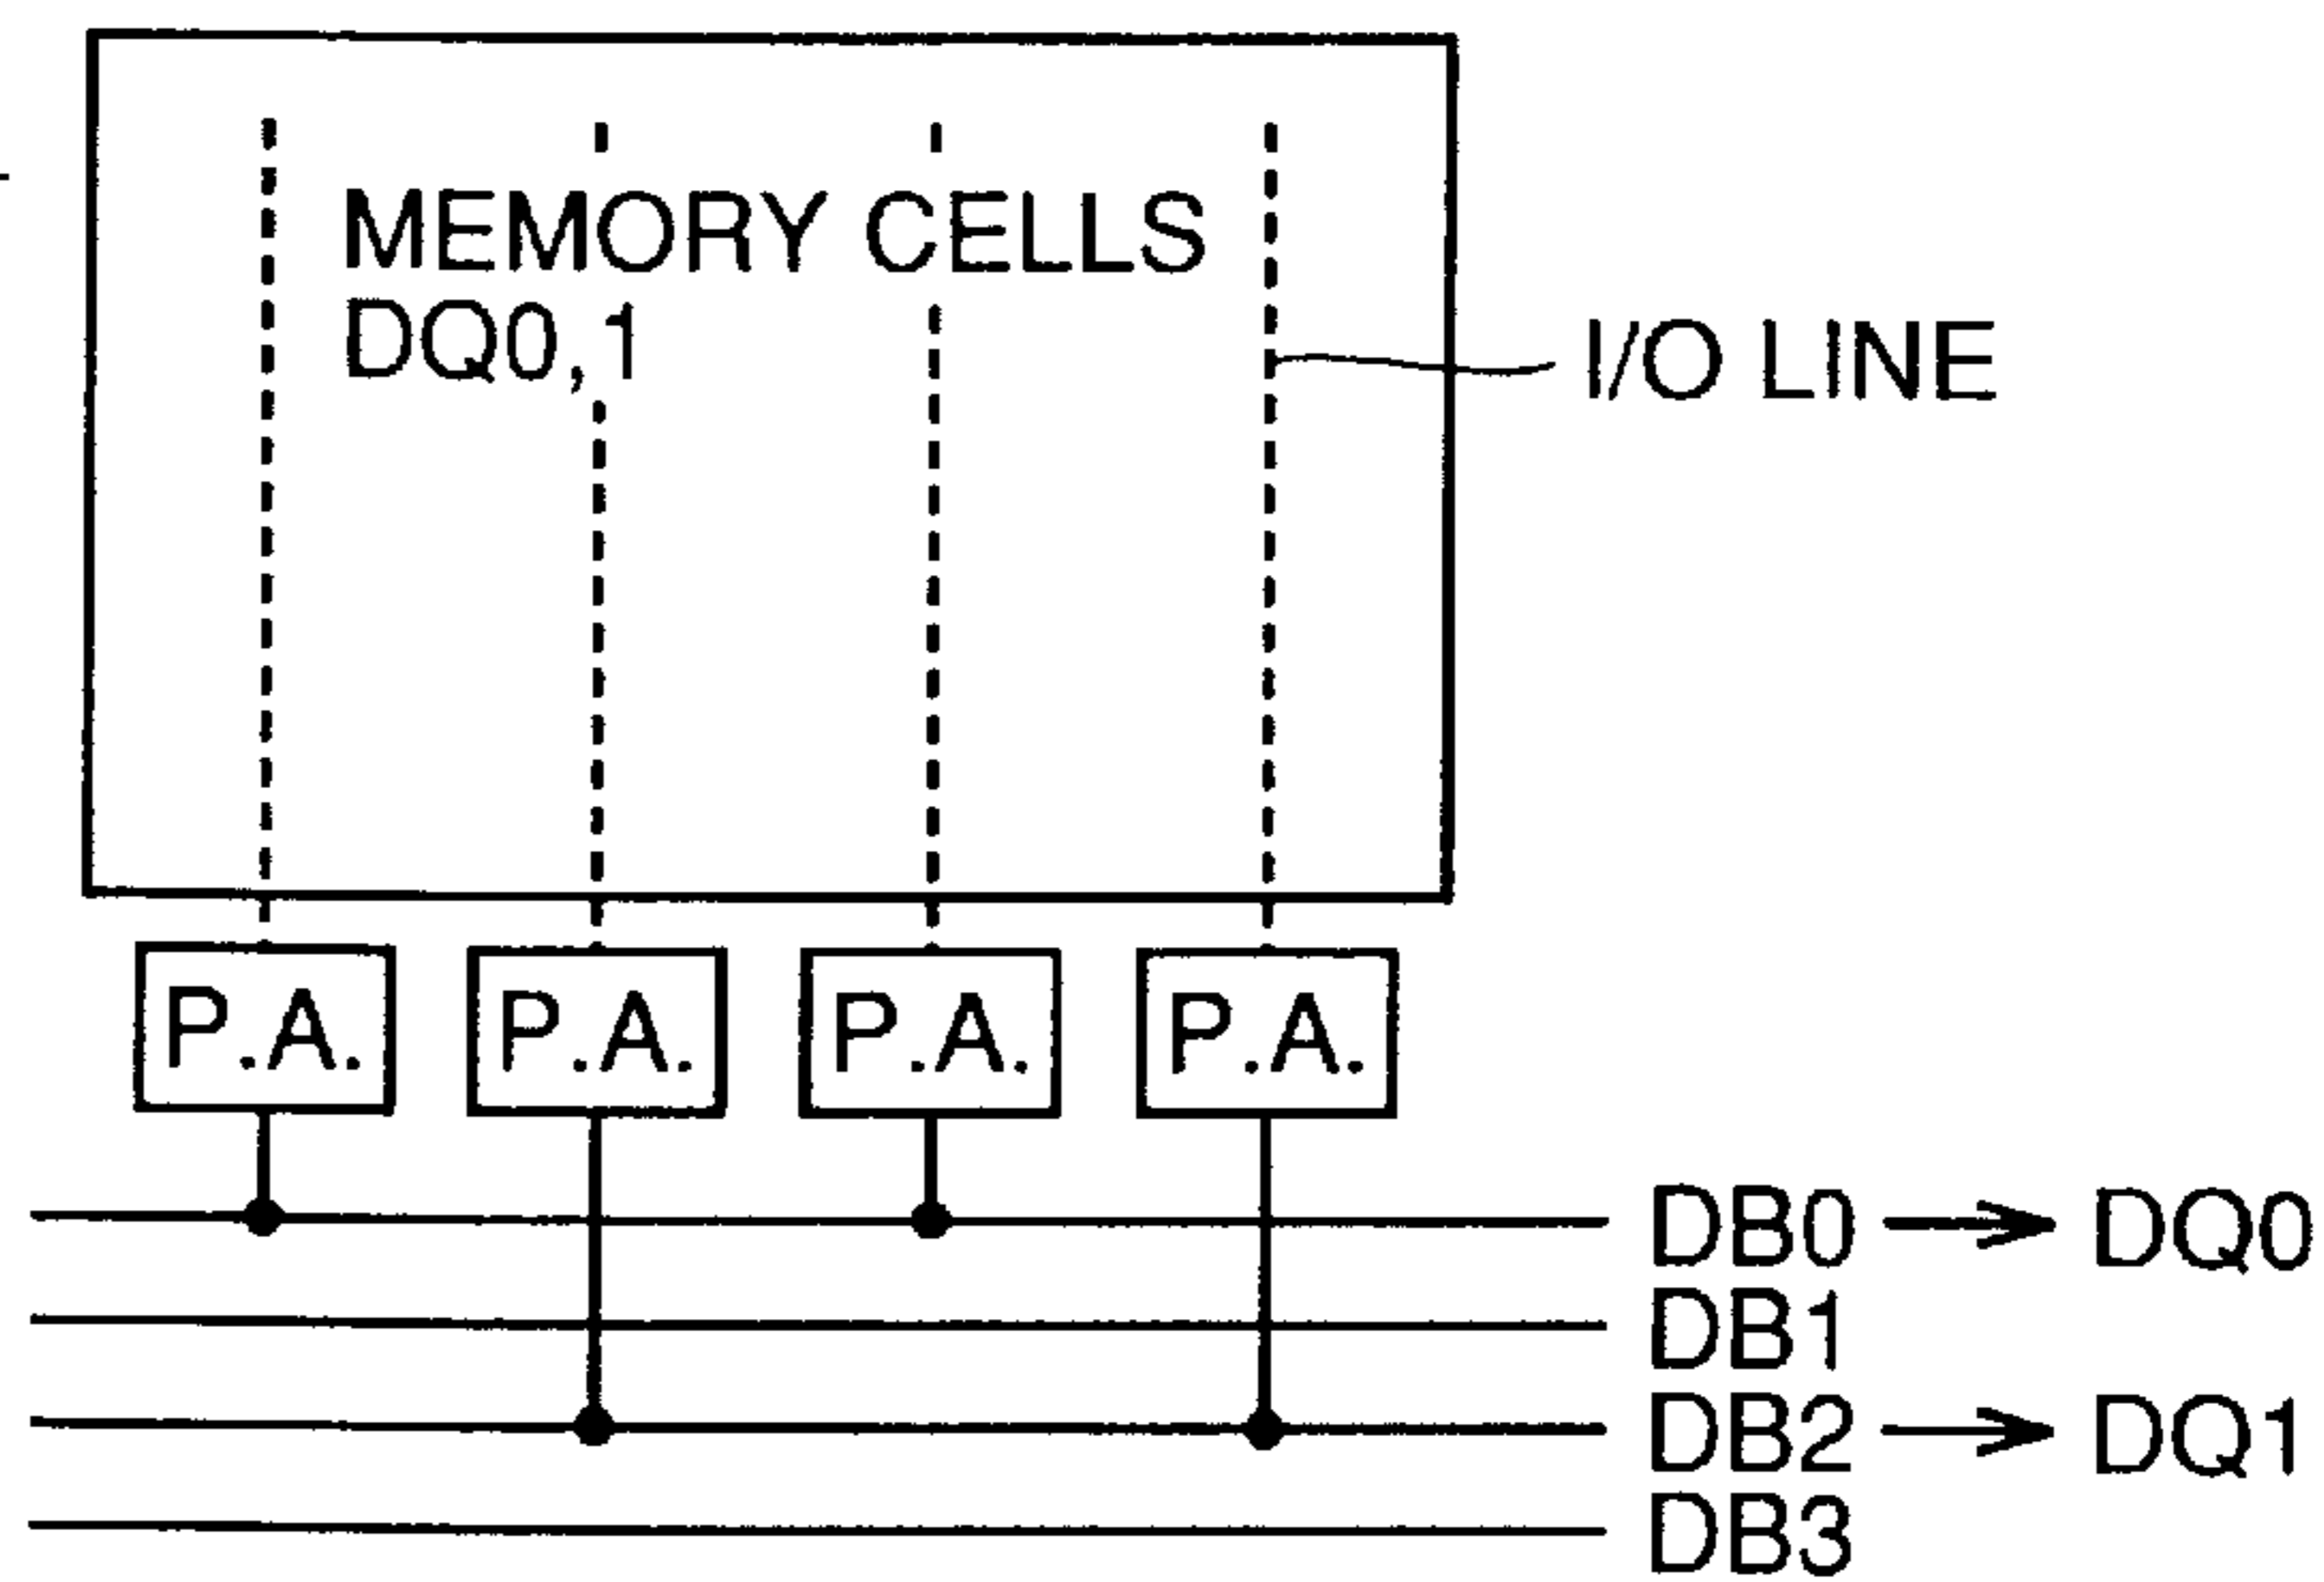 MEMORY CELLS
DQ0,1
I/O LINE
P.A. P.A. P.A. P.A.
DB0 → DQ0
DB1
DB2 → DQ1
DB3